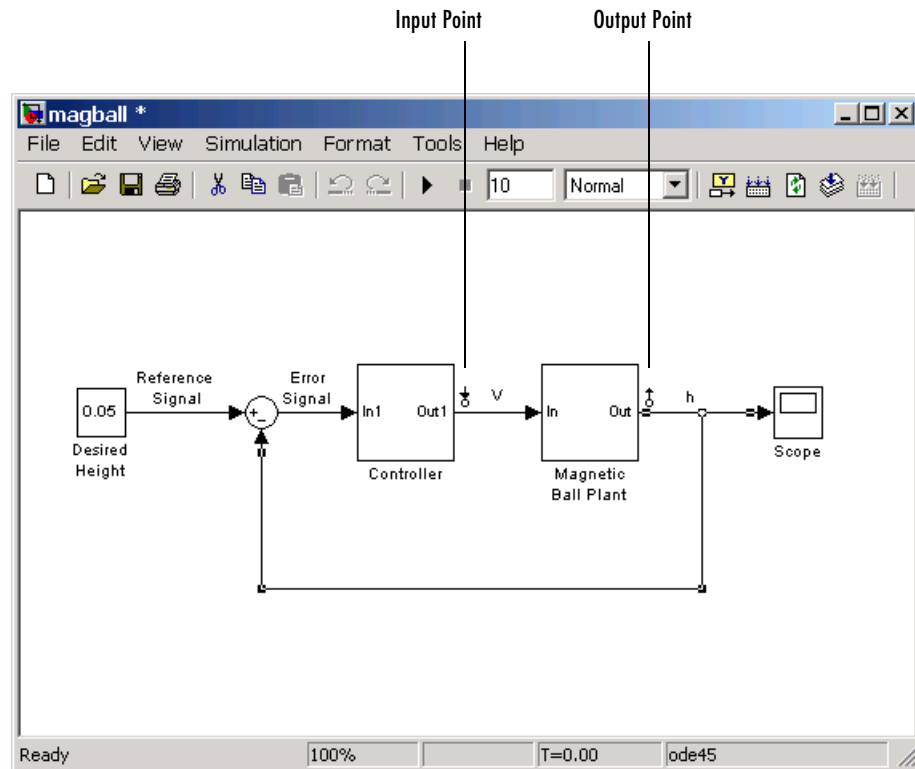 Input Point Output Point
magball *
File Edit View Simulation Format Tools Help
10 Normal
Reference Signal
Error Signal
0.05
Desired Height
+
−
In1 Out1
Controller
V
In Out
Magnetic Ball Plant
h
Scope
Ready 100% T=0.00 ode45